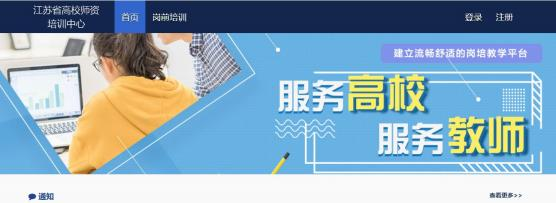 江苏省高校师资
培训中心
首页
岗前培训
登录
注册
建立流畅舒适的岗培教学平台
服务高校
服务教师
通知
查看更多>>